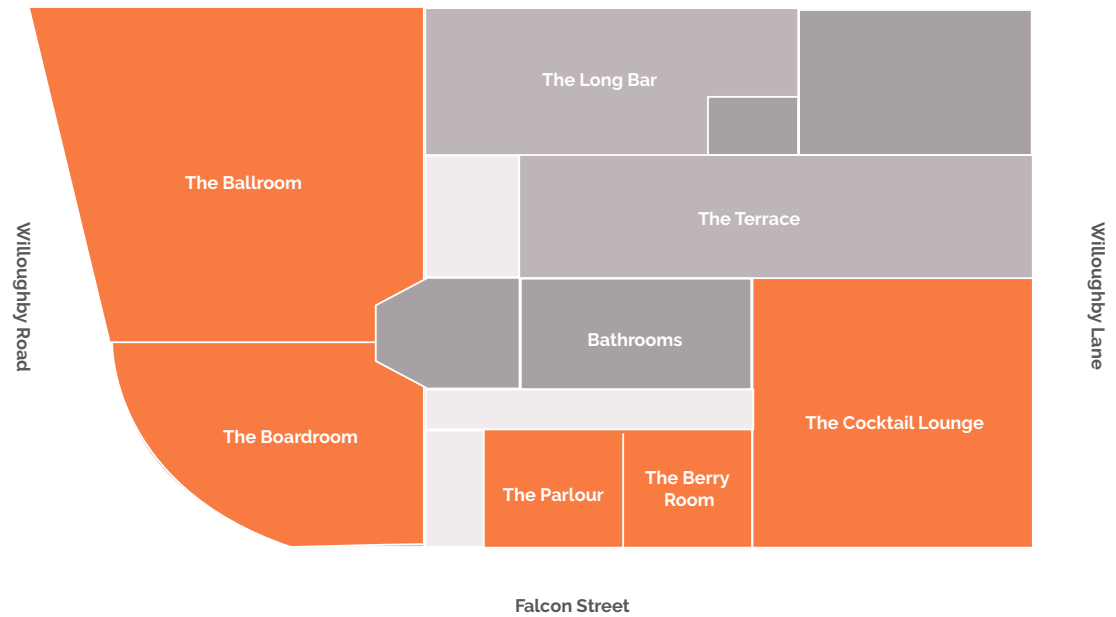 The Long Bar
The Ballroom
The Terrace
Willoughby Road
Willoughby Lane
Bathrooms
The Boardroom
The Cocktail Lounge
The Parlour
The Berry
Room
Falcon Street